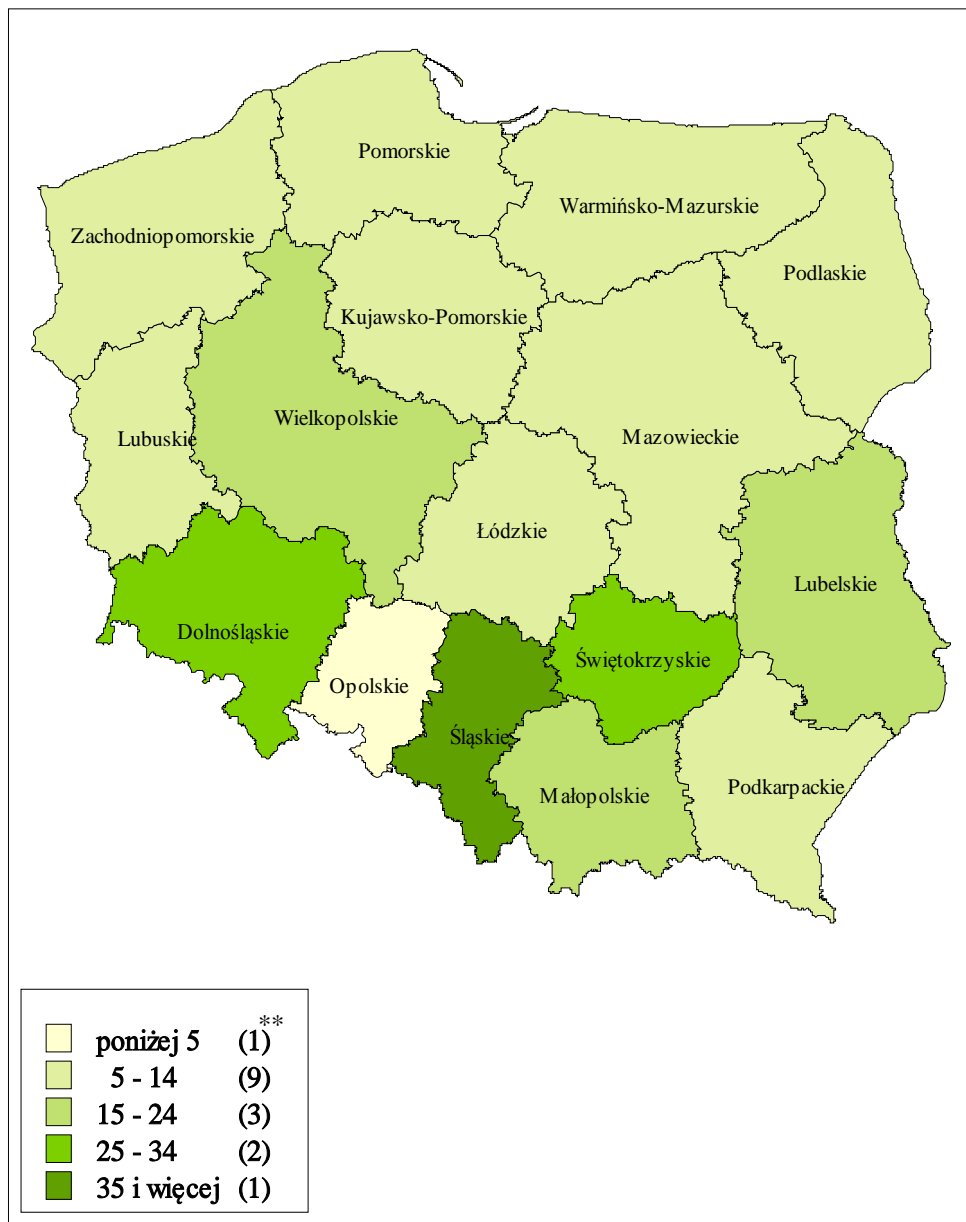 Pomorskie
Warmińsko-Mazurskie
Zachodniopomorskie
Podlaskie
Kujawsko-Pomorskie
Wielkopolskie
Lubuskie
Mazowieckie
Łódzkie
Lubelskie
Dolnośląskie
Świętokrzyskie
Opolskie
Śląskie
Podkarpackie
Małopolskie
poniżej 5 (1)**
5 - 14 (9)
15 - 24 (3)
25 - 34 (2)
35 i więcej (1)